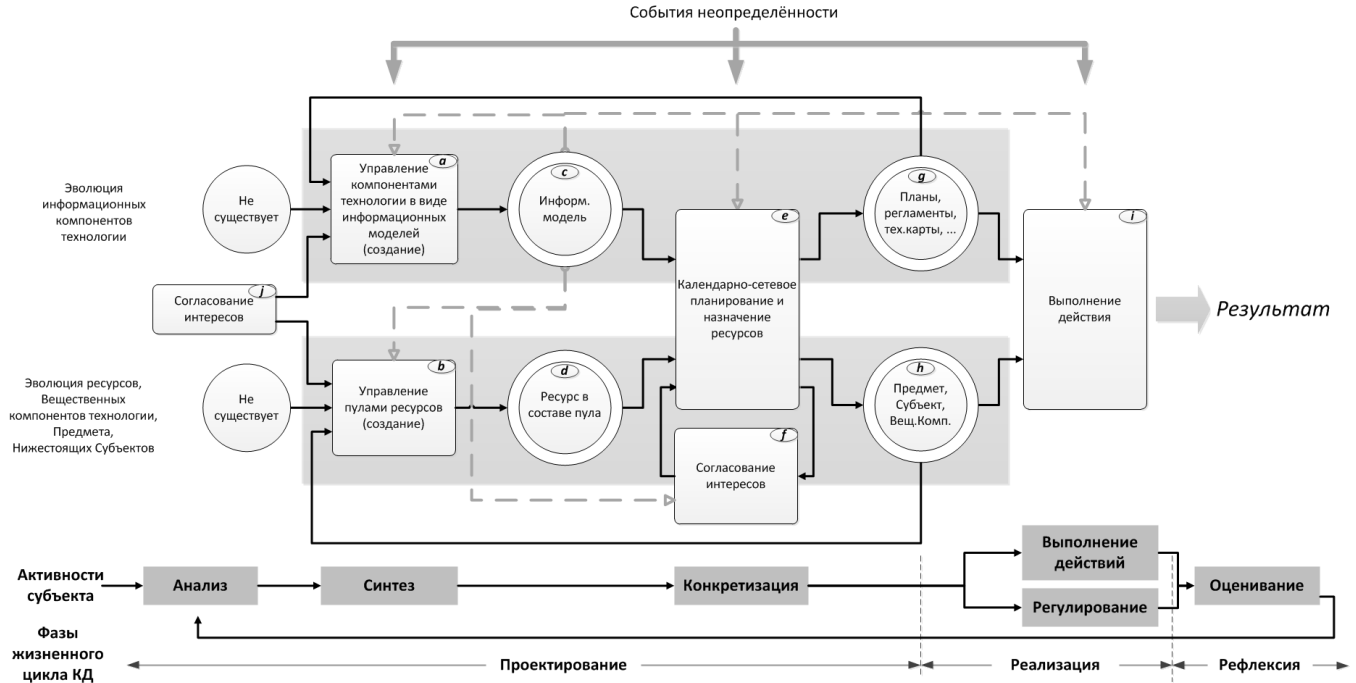 События неопределённости
Эволюция
информационных
компонентов
технологии
Не
существует
a
Управление
компонентами
технологии в виде
информационных
моделей
(создание)
c
Информ.
модель
g
Планы,
регламенты,
тех.карты, ...
e
Календарно-сетевое
планирование и
назначение
ресурсов
i
Выполнение
действия
Результат
j
Согласование
интересов
Эволюция ресурсов,
Вещественных
компонентов технологии,
Предмета,
Нижестоящих Субъектов
Не
существует
b
Управление
пулами ресурсов
(создание)
d
Ресурс в
составе пула
h
Предмет,
Субъект,
Вещ.Комп.
f
Согласование
интересов
Активности
субъекта
Анализ
Синтез
Конкретизация
Выполнение
действий
Регулирование
Оценивание
Фазы
жизненного
цикла КД
Проектирование
Реализация
Рефлексия